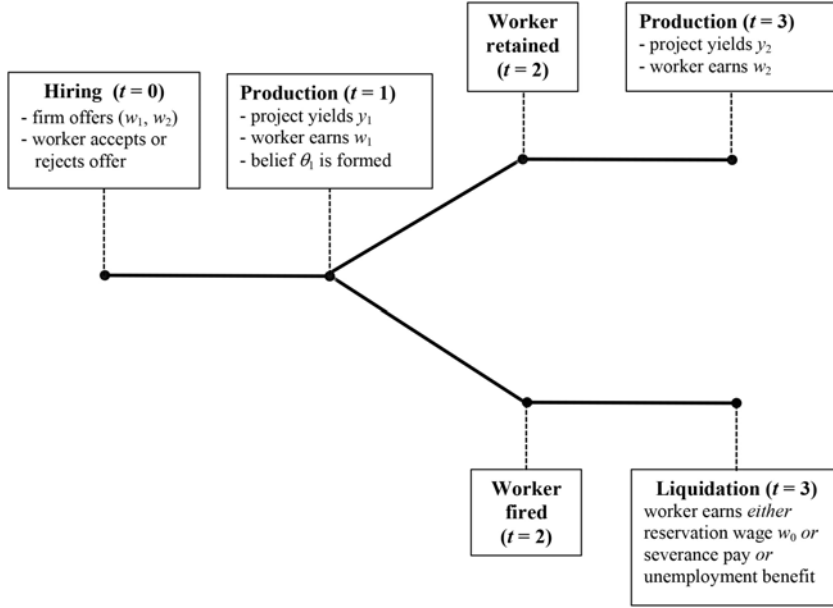 Hiring (t = 0)
- firm offers (w₁, w₂)
- worker accepts or
rejects offer
Production (t = 1)
- project yields y₁
- worker earns w₁
- belief θ₁ is formed
Worker
retained
(t = 2)
Production (t = 3)
- project yields y₂
- worker earns w₂
Worker
fired
(t = 2)
Liquidation (t = 3)
worker earns either
reservation wage w₀ or
severance pay or
unemployment benefit